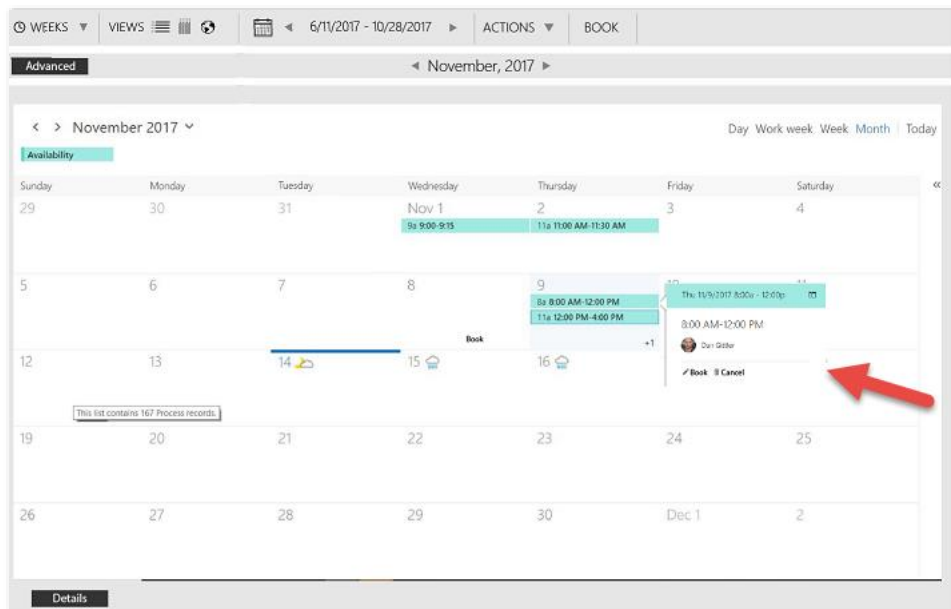 WEEKS VIEWS 6/11/2017 - 10/28/2017 ACTIONS BOOK
Advanced
November, 2017
November 2017
Day Work week Week Month Today
Availability
Sunday Monday Tuesday Wednesday Thursday Friday Saturday
29 30 31 Nov 1 2 3 4
9a 9:00-9:15 11a 11:00 AM-11:30 AM
5 6 7 8 9
8a 8:00 AM-12:00 PM
11a 12:00 PM-4:00 PM
Thu 11/9/2017 8:00a - 12:00p
8:00 AM-12:00 PM
Book
+1
Book Cancel
12 13 14 15 16
This list contains 167 Process records.
19 20 21 22 23 24 25
26 27 28 29 30 Dec 1 2
Details